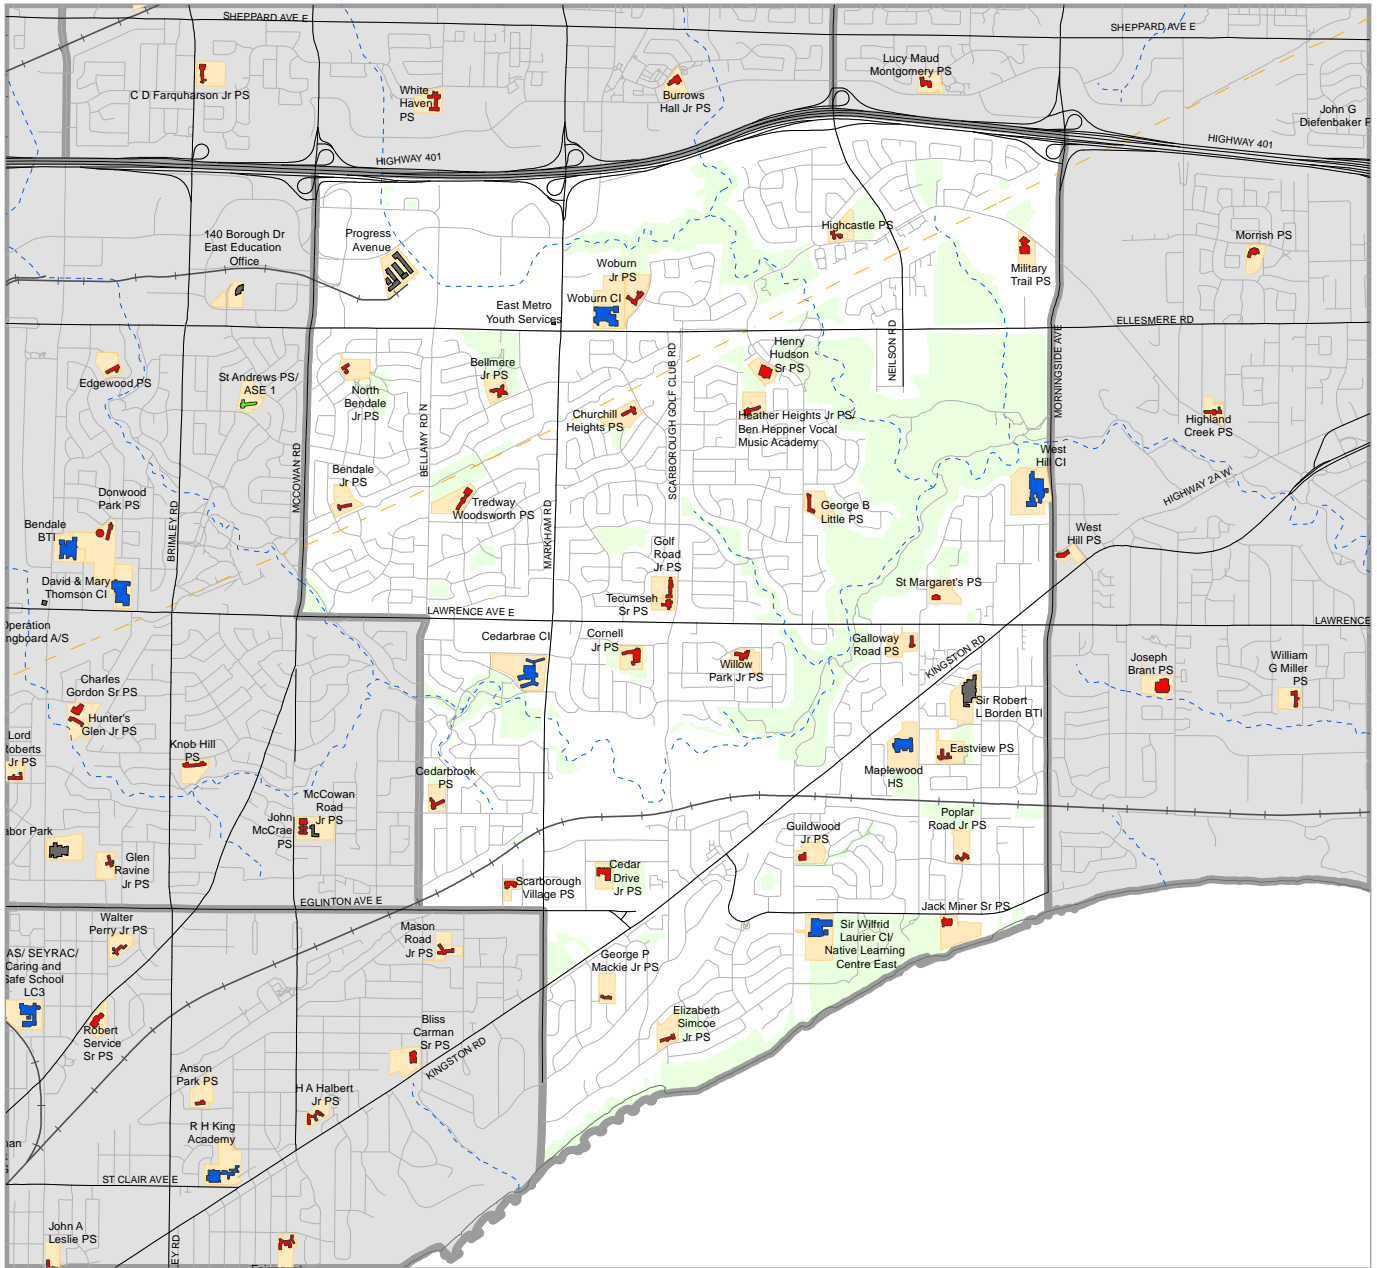 SHEPPARD AVE E
SHEPPARD AVE E
C D Farquharson Jr PS
White
Haven
PS
Burrows
Hall Jr PS
Lucy Maud
Montgomery PS
John G
Diefenbaker P
HIGHWAY 401
HIGHWAY 401
140 Borough Dr
East Education
Office
Progress
Avenue
Highcastle PS
Military
Trail PS
Morrish PS
Woburn
Jr PS
Woburn CI
East Metro
Youth Services
ELLESMERE RD
Edgewood PS
St Andrews PS/
ASE 1
North
Bendale
Jr PS
Bellmere
Jr PS
Churchill
Heights PS
Henry
Hudson
Sr PS
Heather Heights Jr PS/
Ben Heppner Vocal
Music Academy
NEILSON RD
MORNINGSIDE AVE
Highland
Creek PS
SCARBOROUGH GOLF CLUB RD
BELLAMY RD N
MCCOWAN RD
BRIMLEY RD
MARKHAM RD
West
Hill CI
HIGHWAY 2A W
Bendale
Jr PS
Tredway
Woodsworth PS
George B
Little PS
Donwood
Park PS
Bendale
BTI
David & Mary
Thomson CI
West
Hill PS
Golf
Road
Jr PS
Tecumseh
Sr PS
St Margaret's PS
Operation
ngboard A/S
LAWRENCE AVE E
LAWRENCE
Cedarbrae CI
Cornell
Jr PS
Willow
Park Jr PS
Galloway
Road PS
KINGSTON RD
Joseph
Brant PS
William
G Miller
PS
Charles
Gordon Sr PS
Hunter's
Glen Jr PS
Sir Robert
L Borden BTI
Lord
Roberts
Jr PS
Knob Hill
PS
Eastview PS
Maplewood
HS
Cedarbrook
PS
McCowan
Road
Jr PS
John
McCrae
PS
Poplar
Road Jr PS
Guildwood
Jr PS
abor Park
Glen
Ravine
Jr PS
Scarborough
Village PS
Cedar
Drive
Jr PS
EGLINTON AVE E
Jack Miner Sr PS
Walter
Perry Jr PS
Mason
Road
Jr PS
Sir Wilfrid
Laurier CI/
Native Learning
Centre East
AS/ SEYRAC/
Caring and
Safe School
LC3
George P
Mackie Jr PS
Robert
Service
Sr PS
Elizabeth
Simcoe
Jr PS
Bliss
Carman
Sr PS
KINGSTON RD
Anson
Park PS
H A Halbert
Jr PS
R H King
Academy
ST CLAIR AVE E
John A
Leslie PS
EY RD